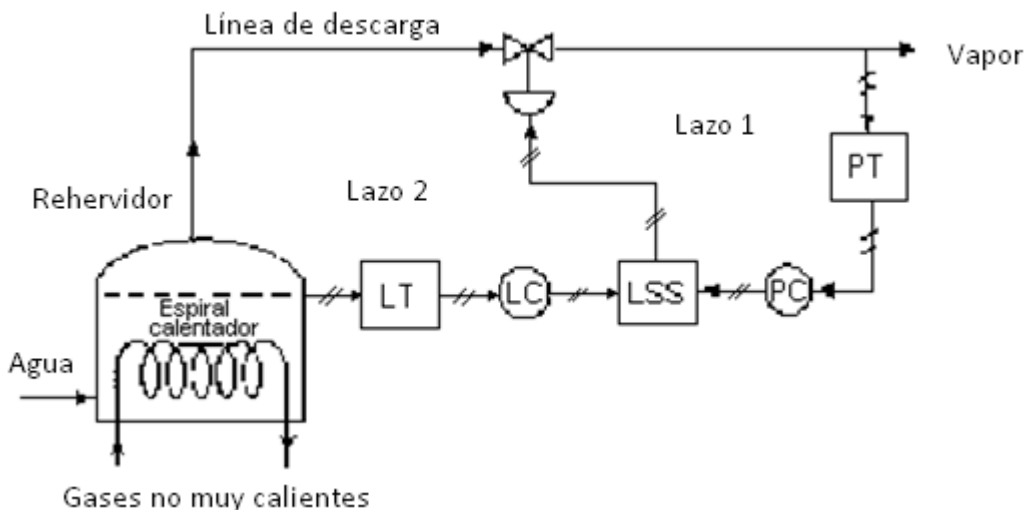 Línea de descarga
Vapor
Lazo 1
PT
Rehervidor
Lazo 2
LT
LC
LSS
PC
Espiral
calentador
Agua
Gases no muy calientes